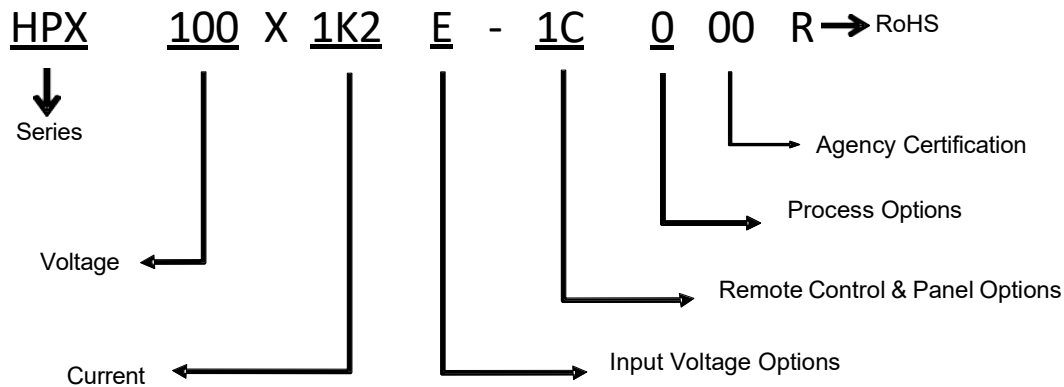 HPX 100 X 1K2 E - 1C 0 00 R RoHS
Series
Agency Certification
Process Options
Voltage
Remote Control & Panel Options
Input Voltage Options
Current